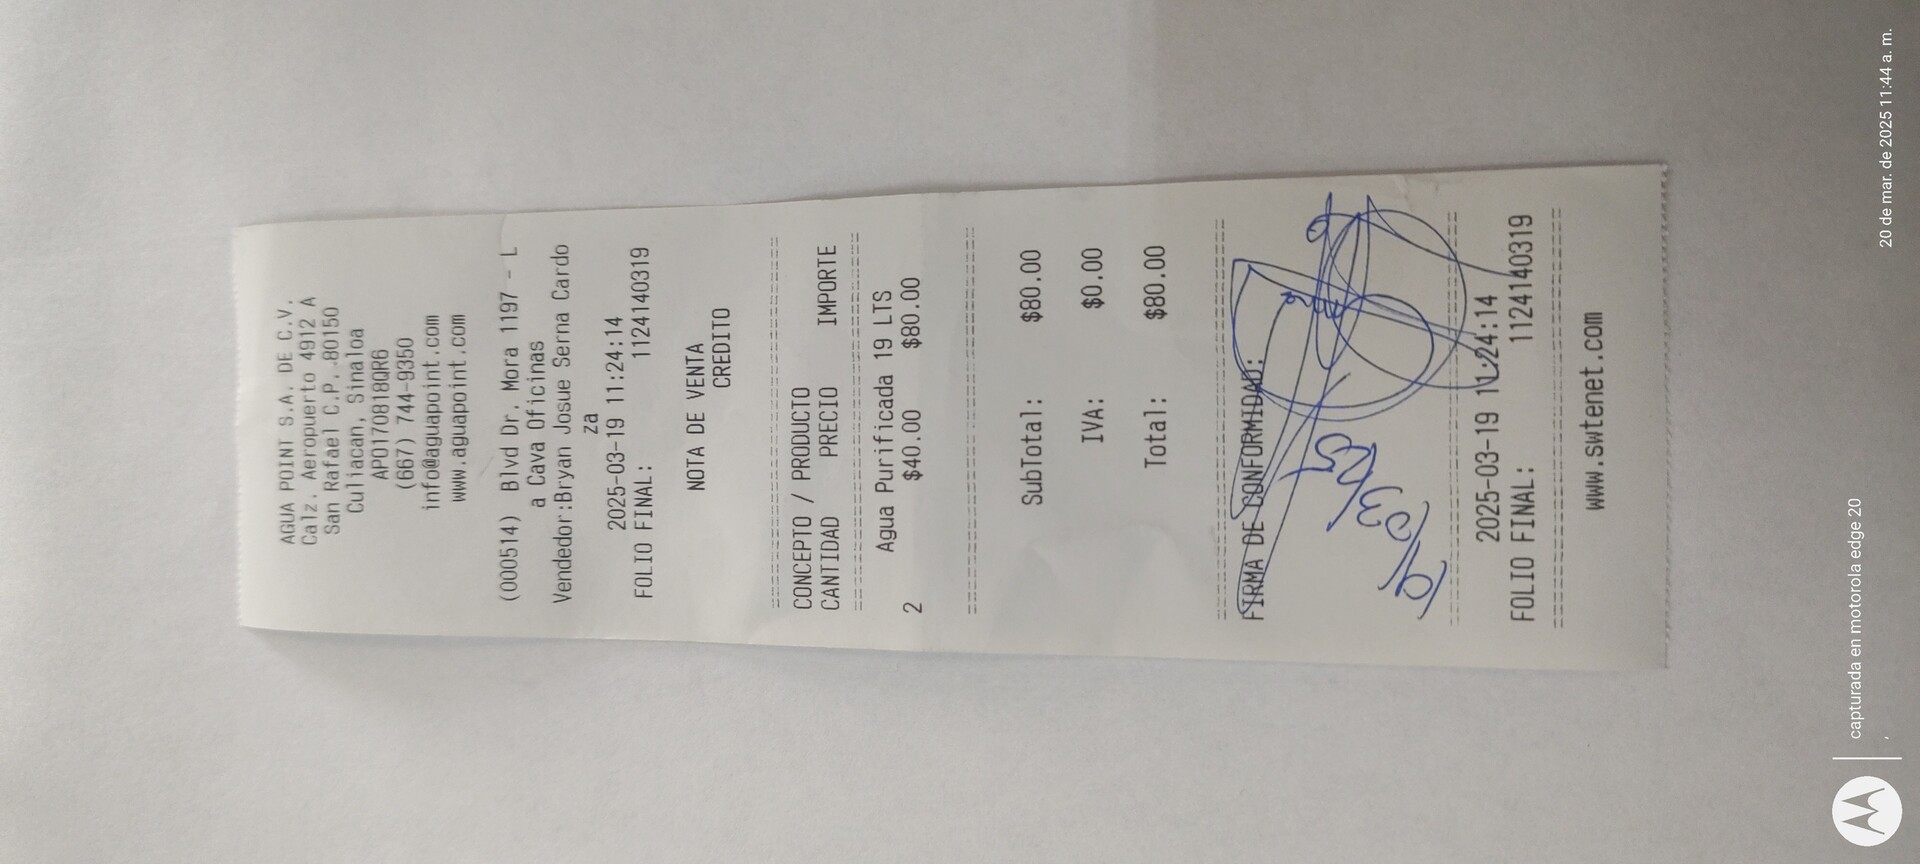 AGUA POINT S.A. DE C.V.
Calz. Aeropuerto 4912 A
San Rafael C.P. 80150
Culiacan, Sinaloa
APO170818QR6
(667) 744-9350
info@aguapoint.com
www.aguapoint.com
(000514) Blvd Dr. Mora 1197 - L
a Cava Oficinas
Vendedor:Bryan Josue Serna Cardo
za
2025-03-19 11:24:14
FOLIO FINAL: 1124140319
NOTA DE VENTA
CREDITO
CONCEPTO / PRODUCTO
CANTIDAD PRECIO IMPORTE
Agua Purificada 19 LTS
2 $40.00 $80.00
SubTotal: $80.00
IVA: $0.00
Total: $80.00
FIRMA DE CONFORMIDAD:
19/03/25
2025-03-19 11:24:14
FOLIO FINAL: 1124140319
www.swtenet.com
capturada en motorola edge 20
20 de mar. de 2025 11:44 a. m.